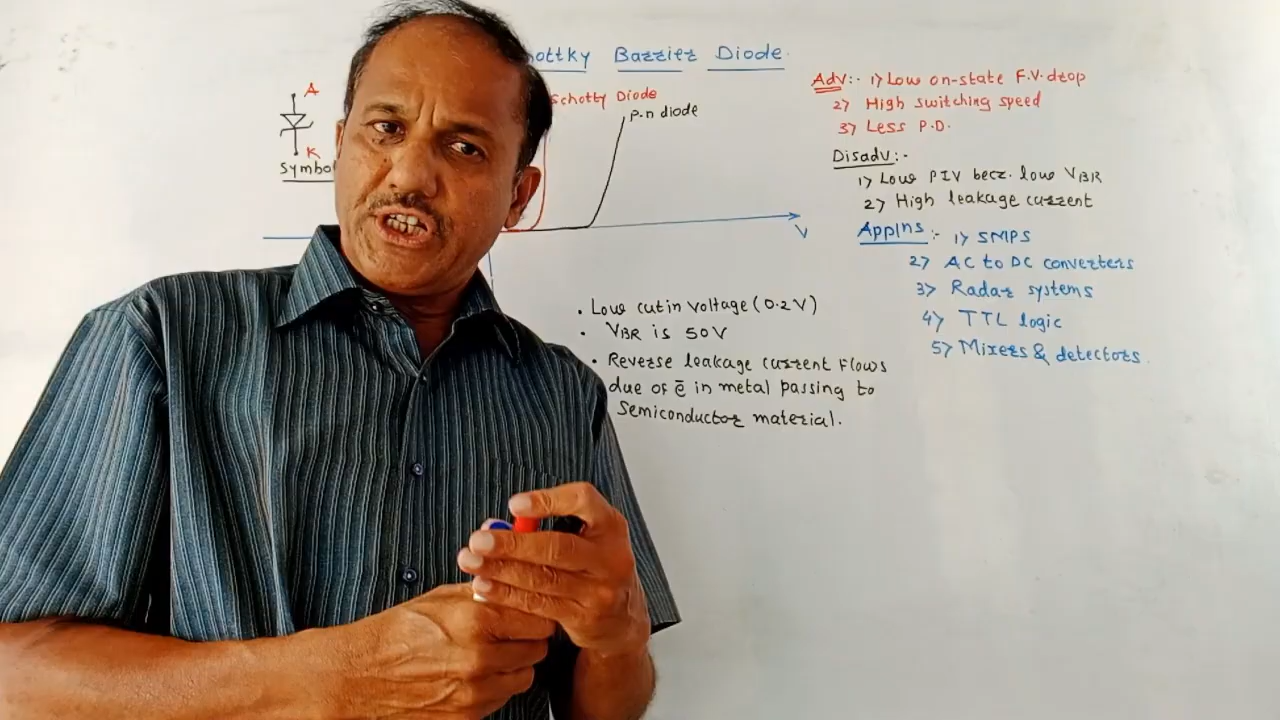 ottky Barrier Diode.
A
K
Symbol
Schotty Diode
P-n diode
V
• Low cutin voltage (0.2V)
• VBR is 50V
• Reverse leakage current Flows
due of ē in metal passing to
Semiconductor material.
Adv:- 1) Low on-state F.V.drop
2) High switching speed
3) Less P.D.
Disadv:-
1) Low PIV becz. low VBR
2) High leakage current
Applns:- 1) SMPS
2) AC to DC converters
3) Radar systems
4) TTL logic
5) Mixers & detectors.